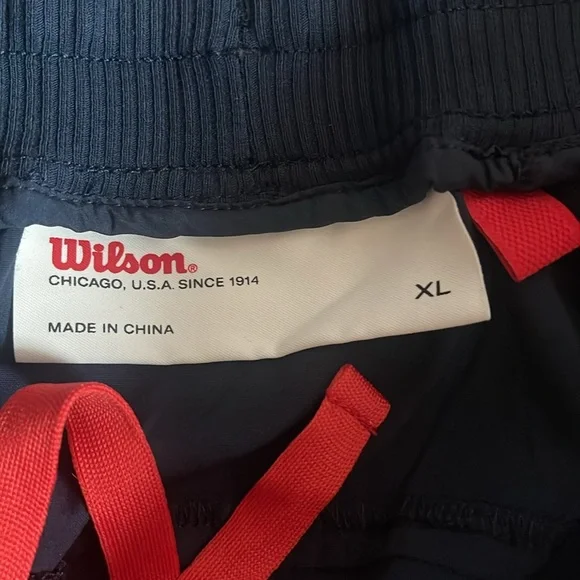 Wilson®
CHICAGO, U.S.A. SINCE 1914
XL
MADE IN CHINA